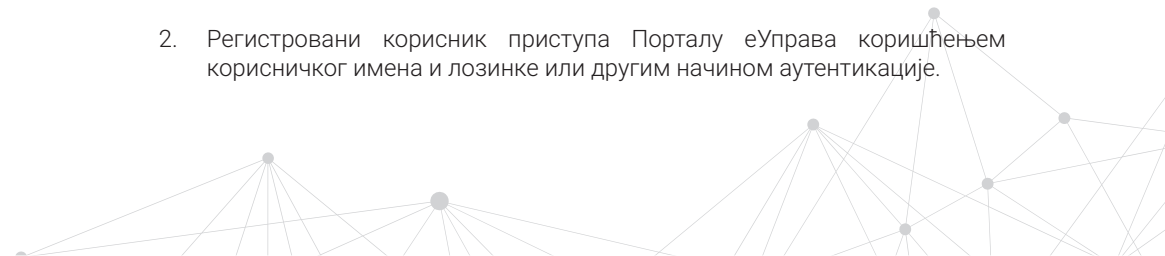 2. Регистровани корисник приступа Порталу еУправа коришћењем
корисничког имена и лозинке или другим начином аутентикације.